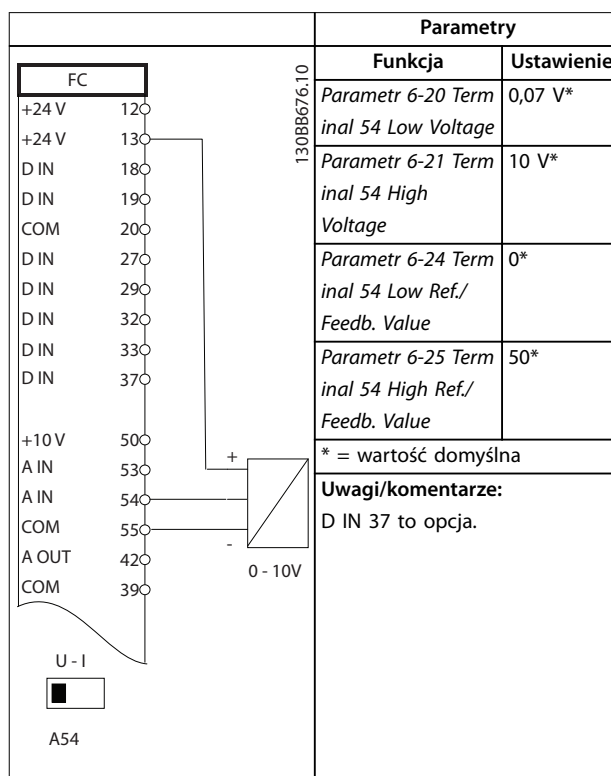 Parametry
Funkcja Ustawienie
Parametr 6-20 Term
inal 54 Low Voltage
0,07 V*
Parametr 6-21 Term
inal 54 High
Voltage
10 V*
Parametr 6-24 Term
inal 54 Low Ref./
Feedb. Value
0*
Parametr 6-25 Term
inal 54 High Ref./
Feedb. Value
50*
* = wartość domyślna
Uwagi/komentarze:
D IN 37 to opcja.
130BB676.10
FC
+24 V 12
+24 V 13
D IN 18
D IN 19
COM 20
D IN 27
D IN 29
D IN 32
D IN 33
D IN 37
+10 V 50
A IN 53
A IN 54
COM 55
A OUT 42
COM 39
+
-
0 - 10V
U - I
A54